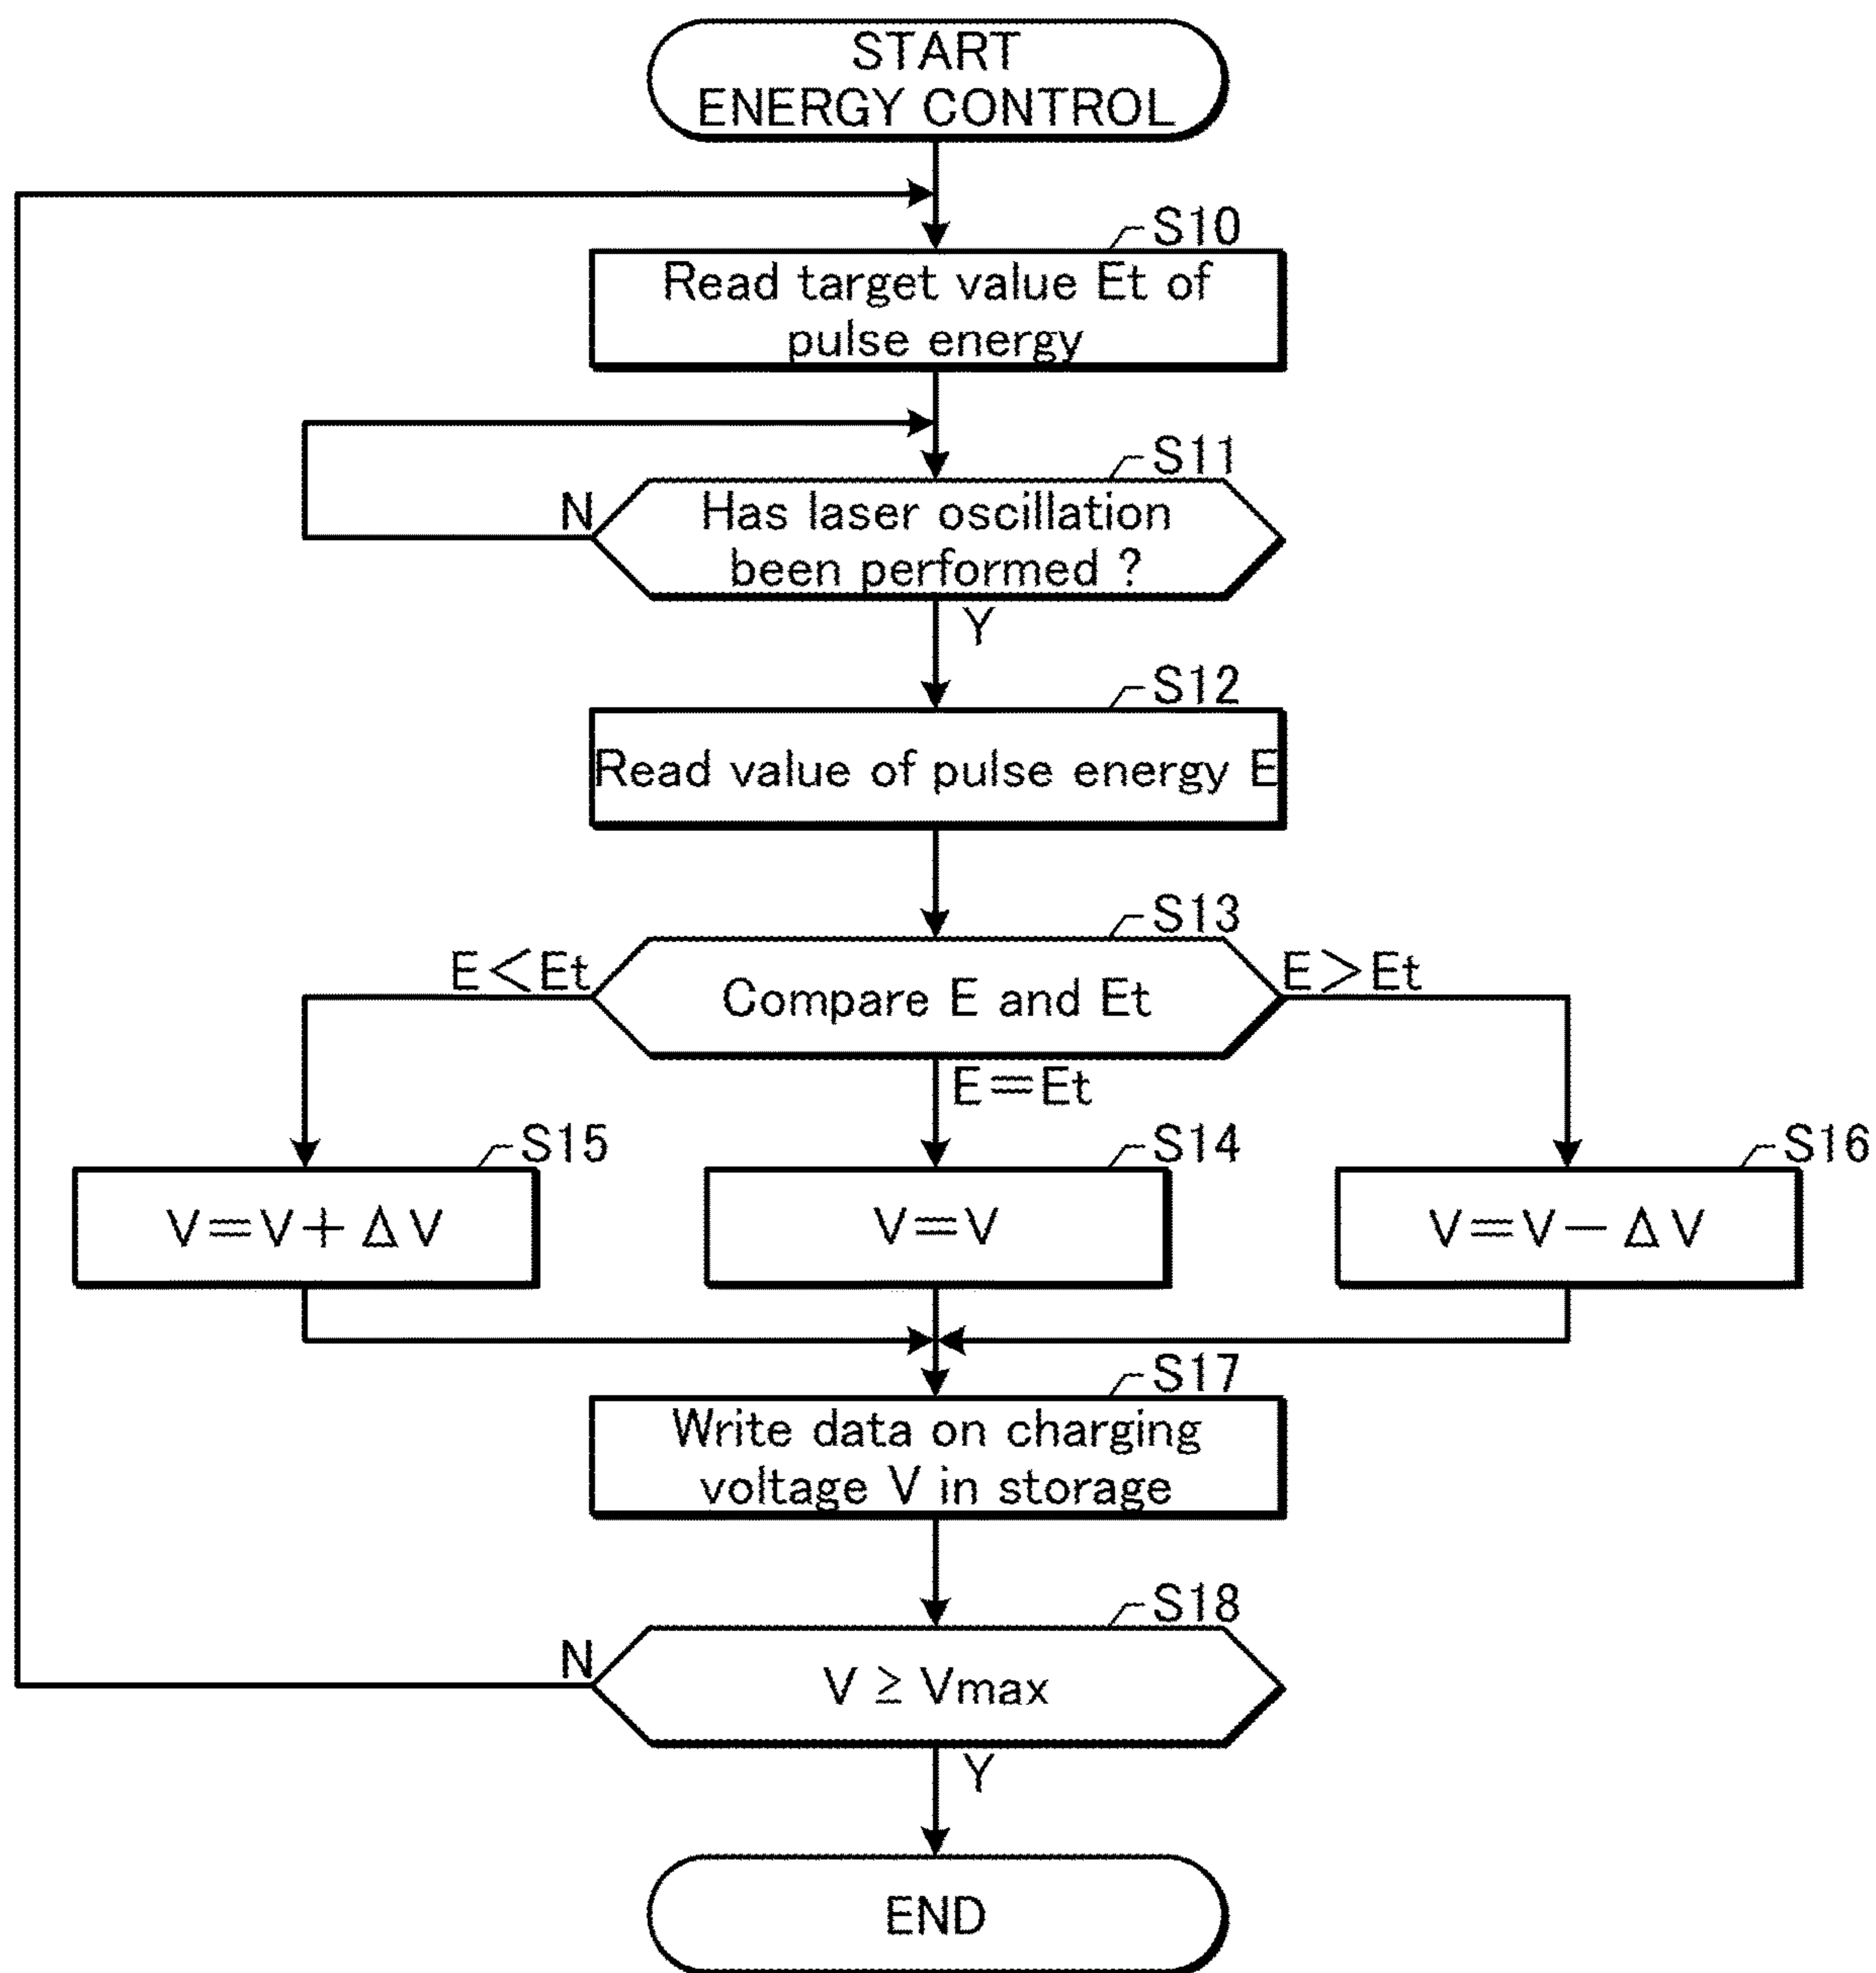 START
ENERGY CONTROL
S10
Read target value Et of
pulse energy
S11
N
Has laser oscillation
been performed ?
Y
S12
Read value of pulse energy E
S13
E<Et
Compare E and Et
E>Et
E=Et
S15
S14
S16
V=V+ΔV
V=V
V=V−ΔV
S17
Write data on charging
voltage V in storage
S18
N
V ≥ Vmax
Y
END